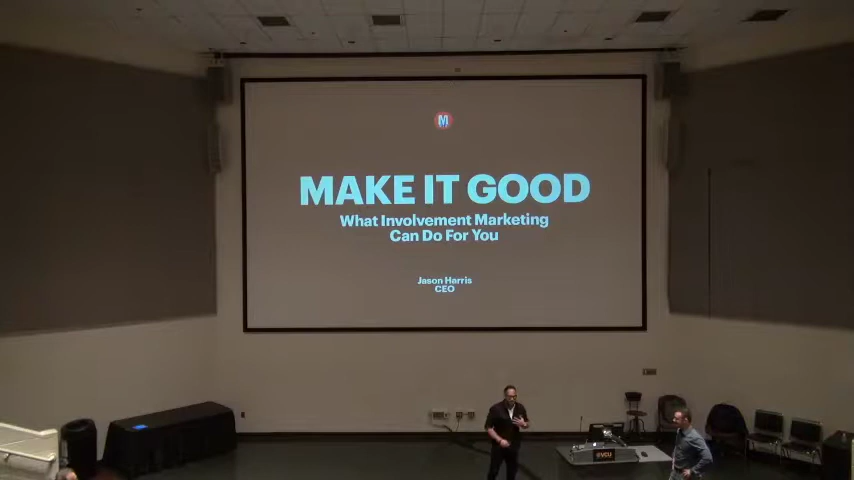 M
MAKE IT GOOD
What Involvement Marketing
Can Do For You
Jason Harris
CEO
VCU